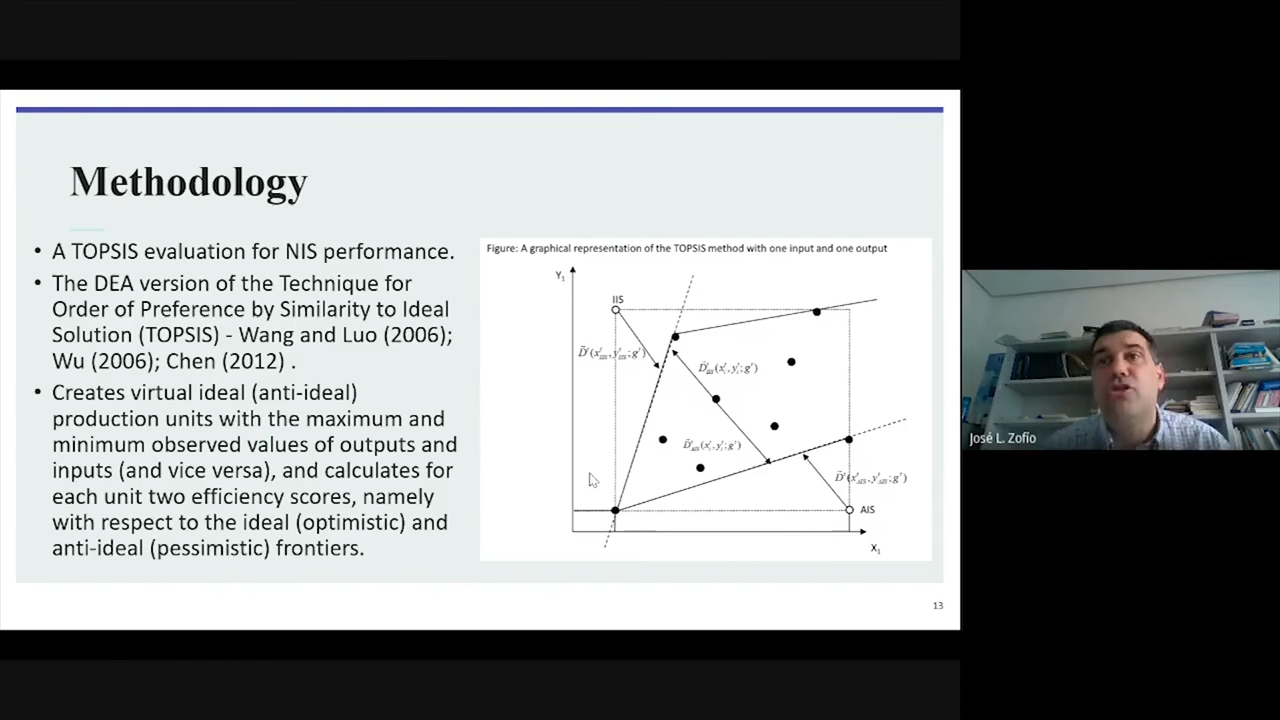 Methodology
• A TOPSIS evaluation for NIS performance.
• The DEA version of the Technique for
Order of Preference by Similarity to Ideal
Solution (TOPSIS) - Wang and Luo (2006);
Wu (2006); Chen (2012) .
• Creates virtual ideal (anti-ideal)
production units with the maximum and
minimum observed values of outputs and
inputs (and vice versa), and calculates for
each unit two efficiency scores, namely
with respect to the ideal (optimistic) and
anti-ideal (pessimistic) frontiers.
Figure: A graphical representation of the TOPSIS method with one input and one output
Y₁
IIS
AIS
X₁
13
José L. Zofío